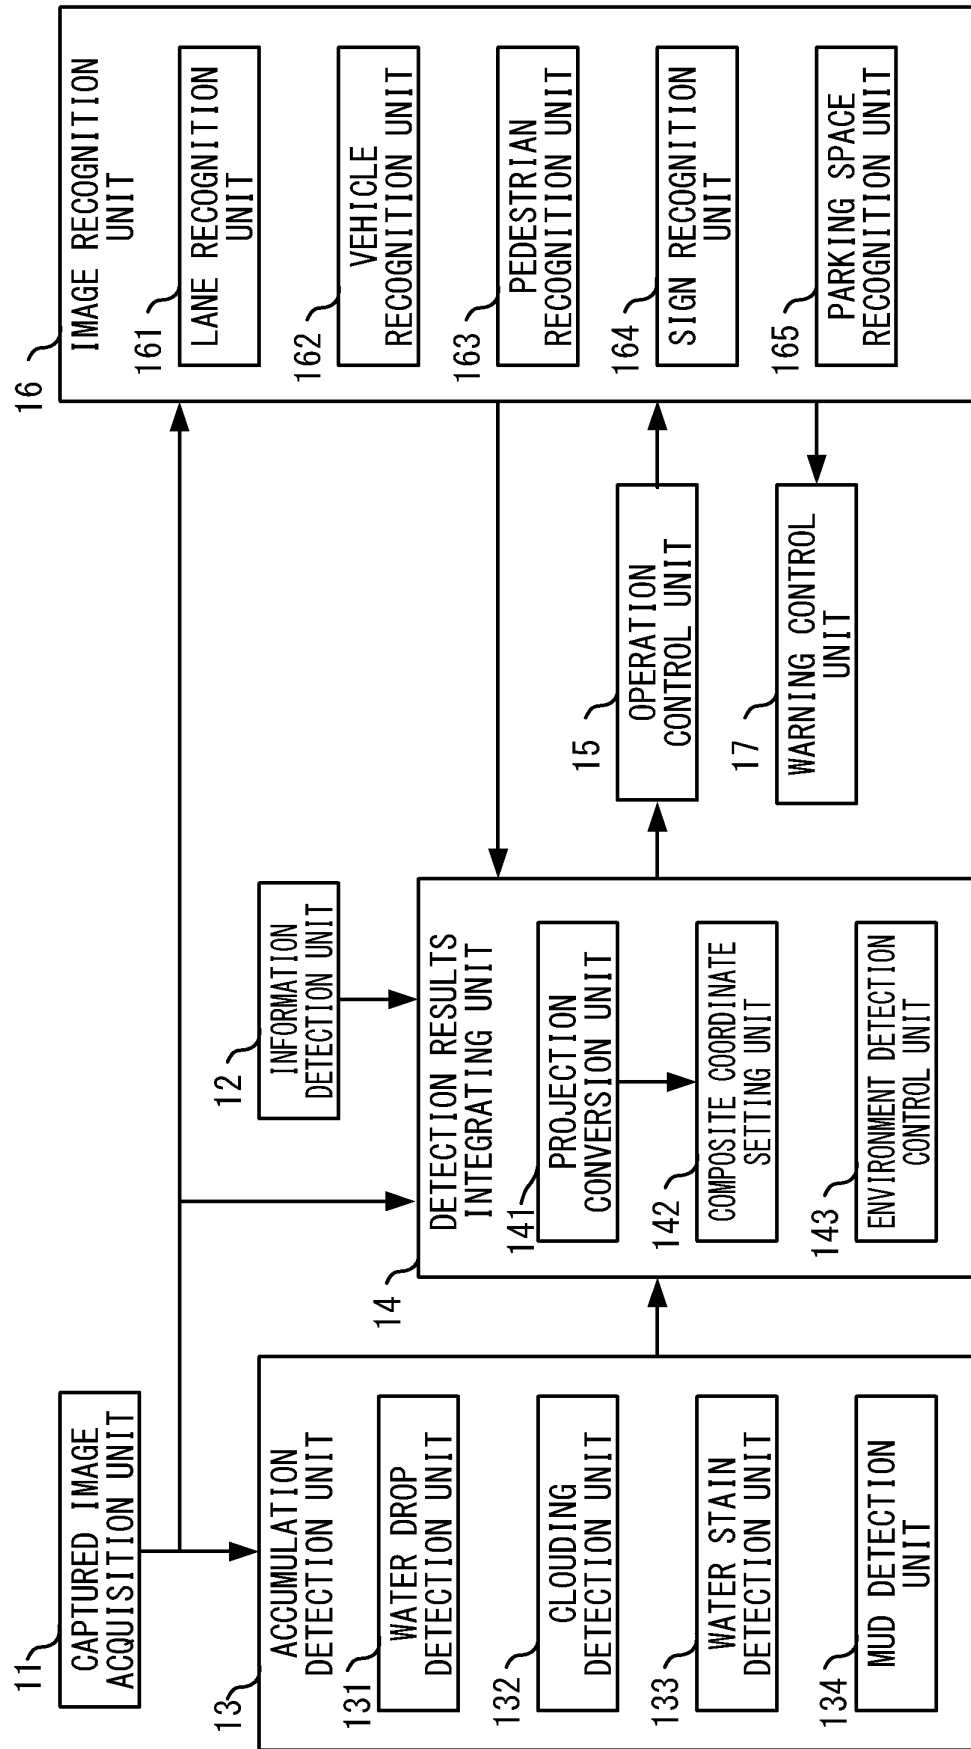 11
CAPTURED IMAGE
ACQUISITION UNIT
13
ACCUMULATION
DETECTION UNIT
131
WATER DROP
DETECTION UNIT
132
CLOUDING
DETECTION UNIT
133
WATER STAIN
DETECTION UNIT
134
MUD DETECTION
UNIT
12
INFORMATION
DETECTION UNIT
14
DETECTION RESULTS
INTEGRATING UNIT
141
PROJECTION
CONVERSION UNIT
142
COMPOSITE COORDINATE
SETTING UNIT
143
ENVIRONMENT DETECTION
CONTROL UNIT
15
OPERATION
CONTROL UNIT
17
WARNING CONTROL
UNIT
16
IMAGE RECOGNITION
UNIT
161
LANE RECOGNITION
UNIT
162
VEHICLE
RECOGNITION UNIT
163
PEDESTRIAN
RECOGNITION UNIT
164
SIGN RECOGNITION
UNIT
165
PARKING SPACE
RECOGNITION UNIT